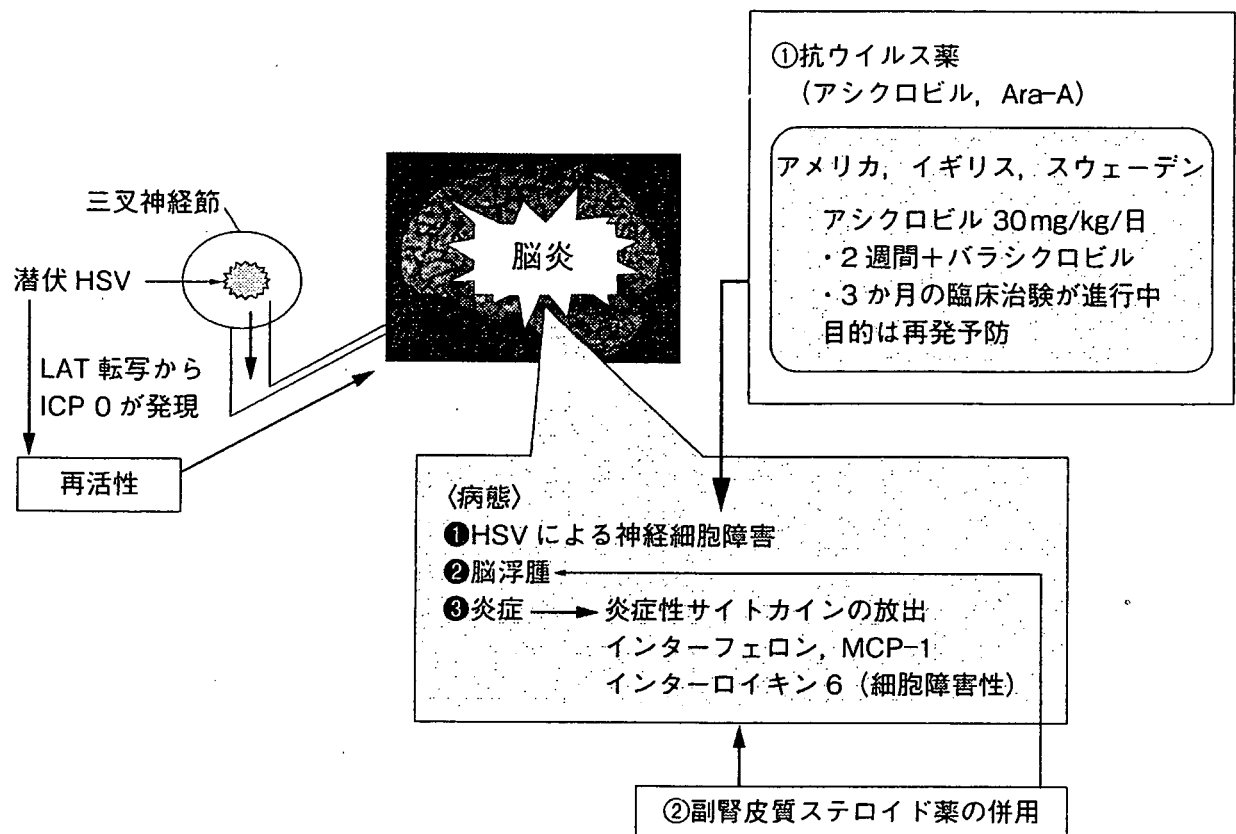 ①抗ウイルス薬
(アシクロビル, Ara-A)
アメリカ, イギリス, スウェーデン
アシクロビル 30mg/kg/日
・2週間+バラシクロビル
・3か月の臨床治験が進行中
目的は再発予防
三叉神経節
潜伏 HSV
脳炎
LAT 転写から
ICP 0 が発現
再活性
〈病態〉
❶HSV による神経細胞障害
❷脳浮腫
❸炎症 → 炎症性サイトカインの放出
インターフェロン, MCP-1
インターロイキン 6(細胞障害性)
②副腎皮質ステロイド薬の併用